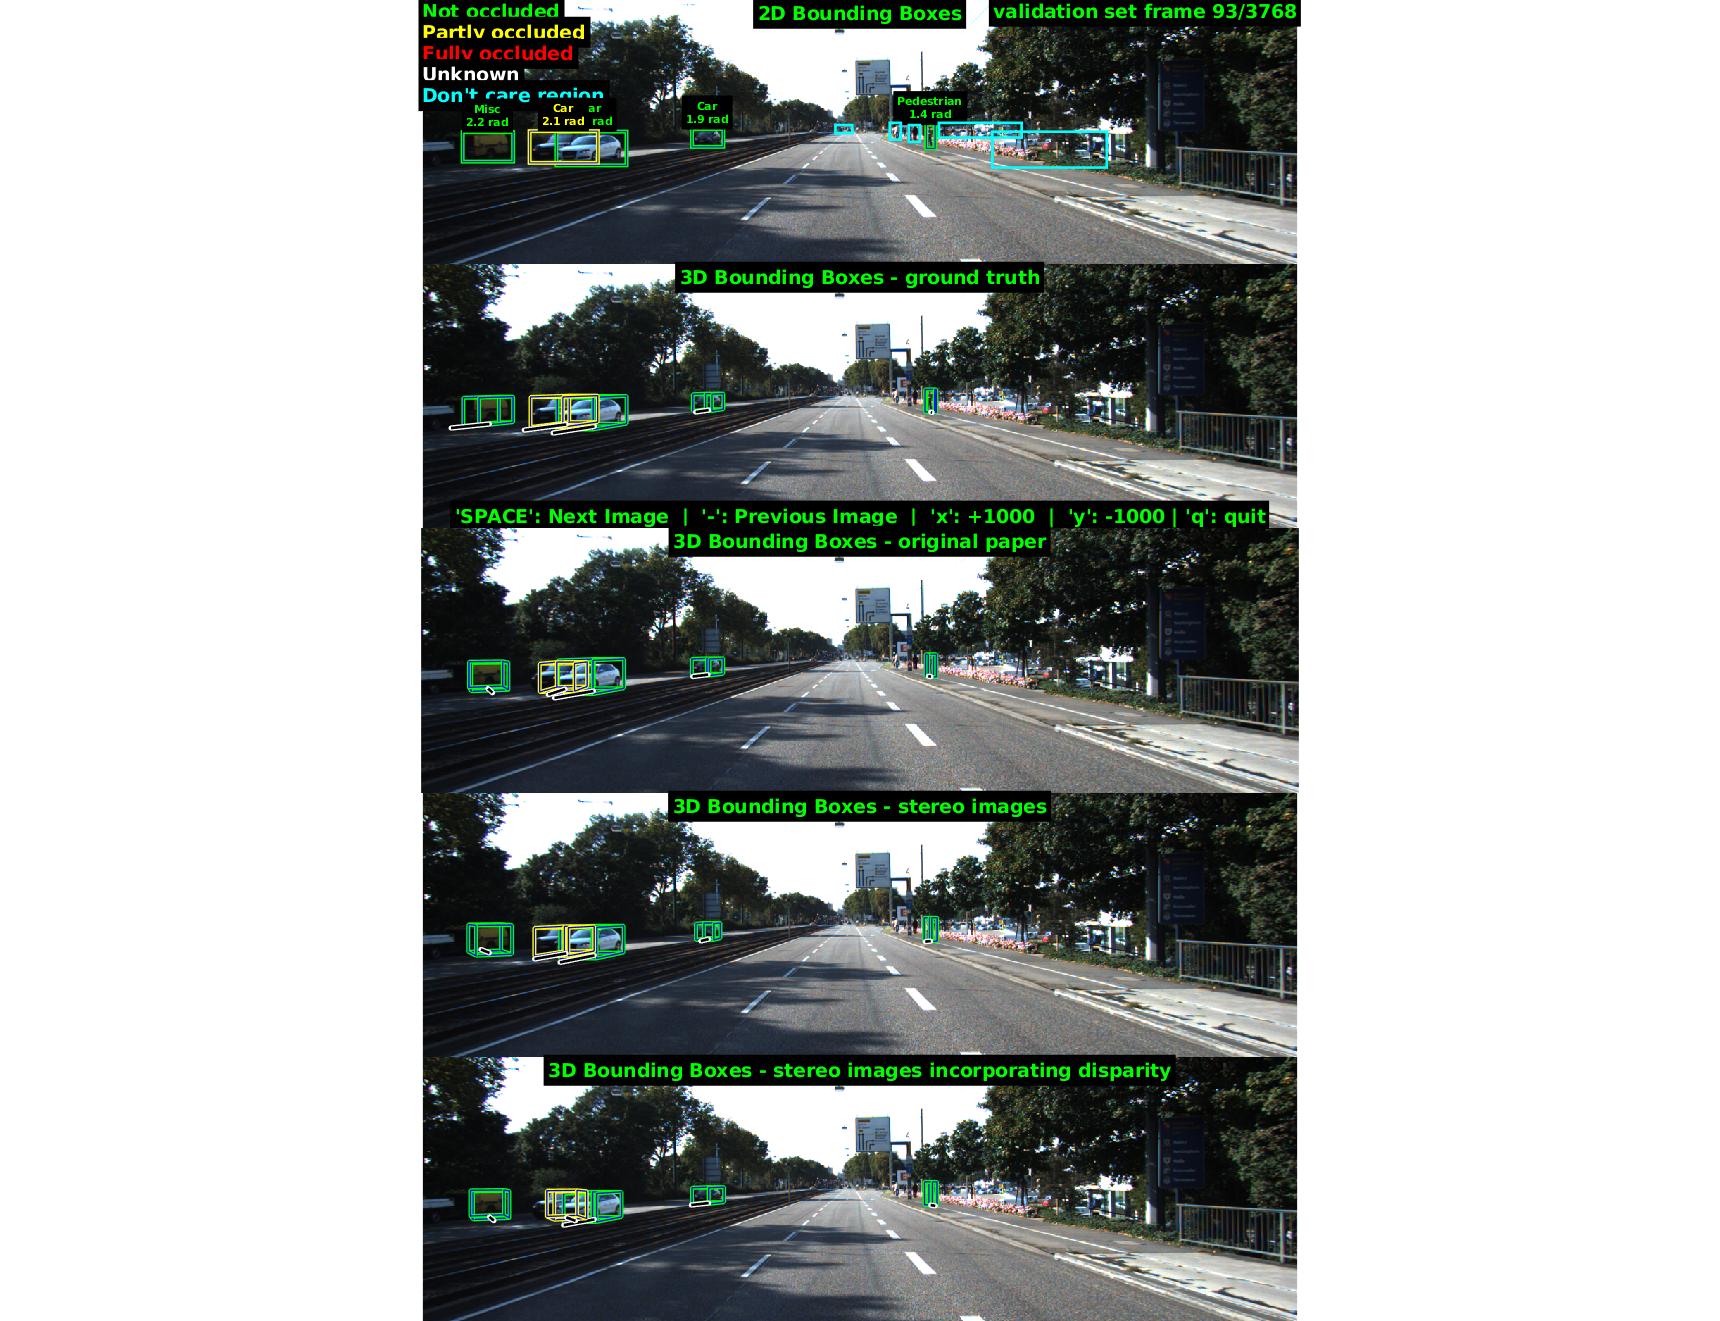 Not occluded
2D Bounding Boxes
validation set frame 93/3768
Partly occluded
Fully occluded
Unknown
Don't care region
Misc
2.2 rad
Car
2.1 rad
ar
rad
Car
1.9 rad
Pedestrian
1.4 rad
3D Bounding Boxes - ground truth
'SPACE': Next Image | '-': Previous Image | 'x': +1000 | 'y': -1000 | 'q': quit
3D Bounding Boxes - original paper
3D Bounding Boxes - stereo images
3D Bounding Boxes - stereo images incorporating disparity